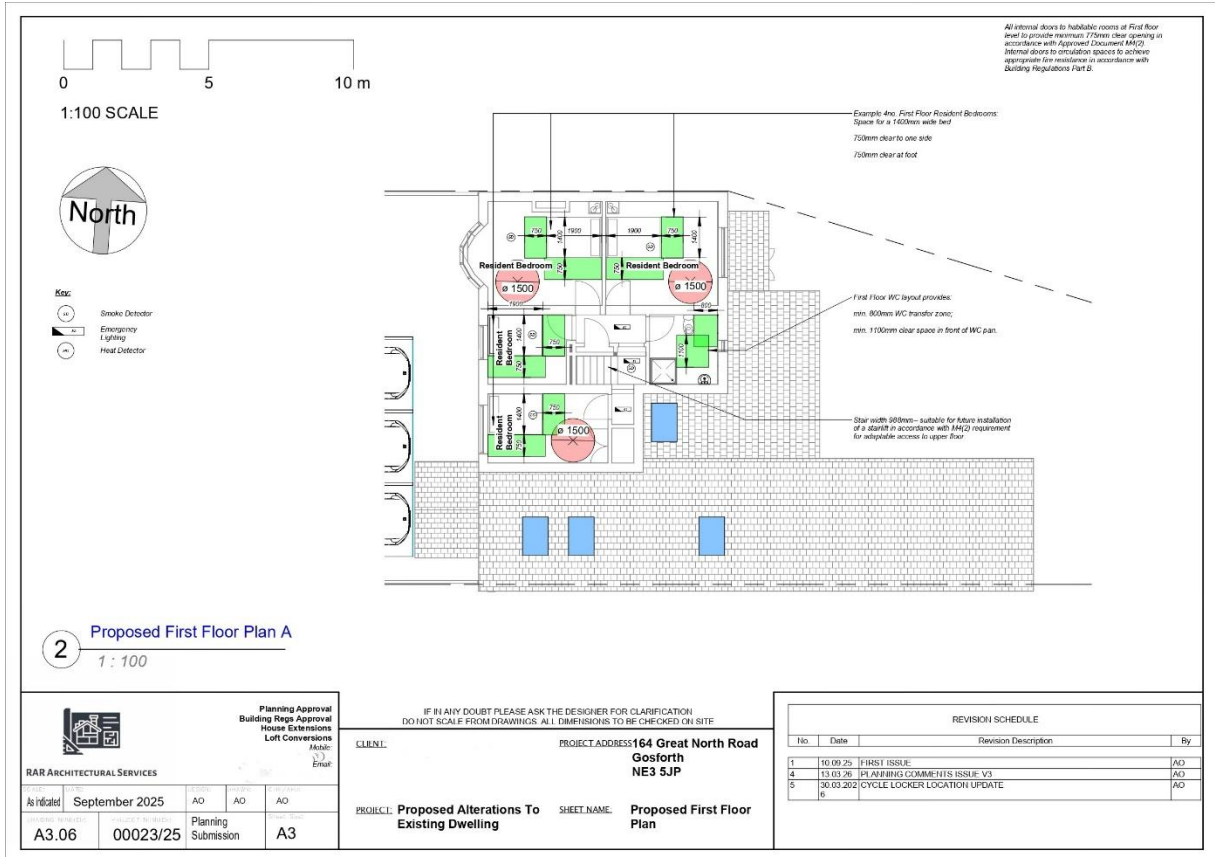 All internal doors to habitable rooms at First floor
level to provide minimum 775mm clear opening in
accordance with Approved Document M4(2).
Internal doors to circulation spaces to achieve
appropriate fire resistance in accordance with
Building Regulations Part B.
0 5 10 m
1:100 SCALE
North
Key:
Smoke Detector
Emergency
Lighting
Heat Detector
Example 4no. First Floor Resident Bedrooms:
Space for a 1400mm wide bed
750mm clear to one side
750mm clear at foot
750
1900
1900
750
1400
1400
Resident Bedroom
750
750
Resident Bedroom
ø 1500
ø 1500
1900
800
First Floor WC layout provides:
min. 800mm WC transfer zone;
min. 1100mm clear space in front of WC pan.
Resident
Bedroom
1400
750
750
1100
Stair width 988mm– suitable for future installation
of a stairlift in accordance with M4(2) requirement
for adaptable access to upper floor
Resident
Bedroom
1400
750
750
ø 1500
2
Proposed First Floor Plan A
1 : 100
Planning Approval
Building Regs Approval
House Extensions
Loft Conversions
Mobile:
Email:
RAR ARCHITECTURAL SERVICES
As indicated
September 2025
AO
AO
AO
A3.06
00023/25
Planning
Submission
A3
IF IN ANY DOUBT PLEASE ASK THE DESIGNER FOR CLARIFICATION
DO NOT SCALE FROM DRAWINGS. ALL DIMENSIONS TO BE CHECKED ON SITE
CLIENT:
PROJECT ADDRESS 164 Great North Road
Gosforth
NE3 5JP
PROJECT: Proposed Alterations To
Existing Dwelling
SHEET NAME: Proposed First Floor
Plan
REVISION SCHEDULE
No. Date Revision Description By
1 10.09.25 FIRST ISSUE AO
4 13.03.26 PLANNING COMMENTS ISSUE V3 AO
5 30.03.202 CYCLE LOCKER LOCATION UPDATE AO
6